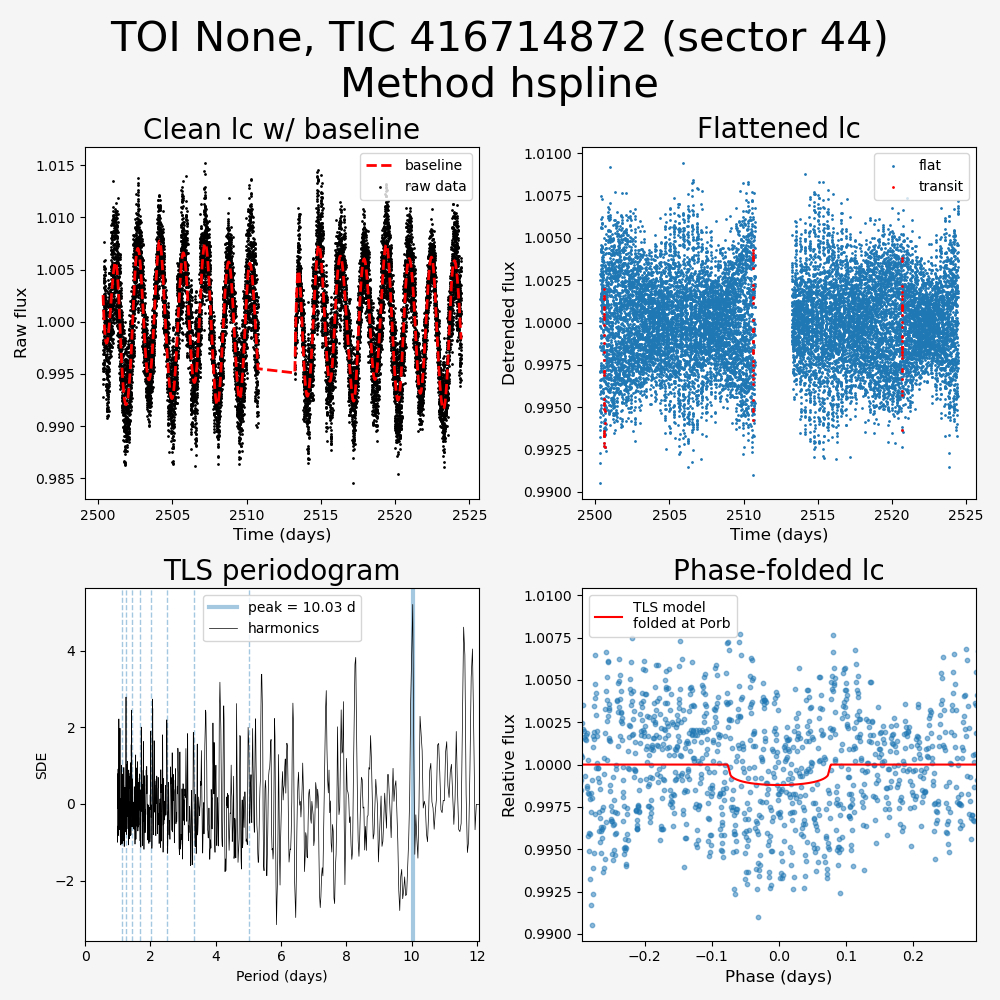 TOI None, TIC 416714872 (sector 44)
Method hspline
Clean lc w/ baseline
1.015
1.010
1.005
1.000
0.995
0.990
0.985
Raw flux
baseline
raw data
2500
2505
2510
2515
2520
2525
Time (days)
Flattened lc
1.0100
1.0075
1.0050
1.0025
1.0000
0.9975
0.9950
0.9925
0.9900
Detrended flux
flat
transit
2500
2505
2510
2515
2520
2525
Time (days)
TLS periodogram
4
2
0
−2
SDE
peak = 10.03 d
harmonics
0
2
4
6
8
10
12
Period (days)
Phase-folded lc
1.0100
1.0075
1.0050
1.0025
1.0000
0.9975
0.9950
0.9925
0.9900
Relative flux
TLS model
folded at Porb
−0.2
−0.1
0.0
0.1
0.2
Phase (days)